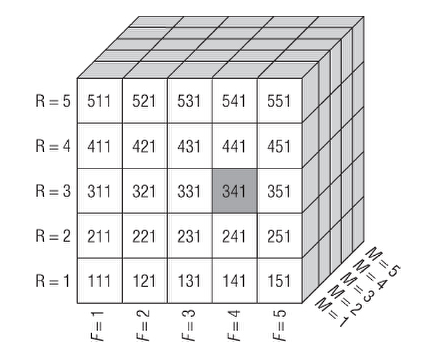 R = 5 511 521 531 541 551
R = 4 411 421 431 441 451
R = 3 311 321 331 341 351
R = 2 211 221 231 241 251
R = 1 111 121 131 141 151
F = 1 F = 2 F = 3 F = 4 F = 5
M = 1
M = 2
M = 3
M = 4
M = 5